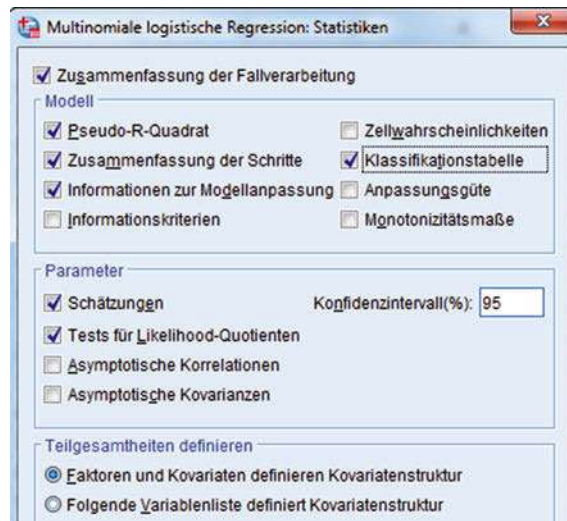 Multinomiale logistische Regression: Statistiken
Zusammenfassung der Fallverarbeitung
Modell
Pseudo-R-Quadrat
Zellwahrscheinlichkeiten
Zusammenfassung der Schritte
Klassifikationstabelle
Informationen zur Modellanpassung
Anpassungsgüte
Informationskriterien
Monotonizitätsmaße
Parameter
Schätzungen
Konfidenzintervall(%): 95
Tests für Likelihood-Quotienten
Asymptotische Korrelationen
Asymptotische Kovarianzen
Teilgesamtheiten definieren
Faktoren und Kovariaten definieren Kovariatenstruktur
Folgende Variablenliste definiert Kovariatenstruktur